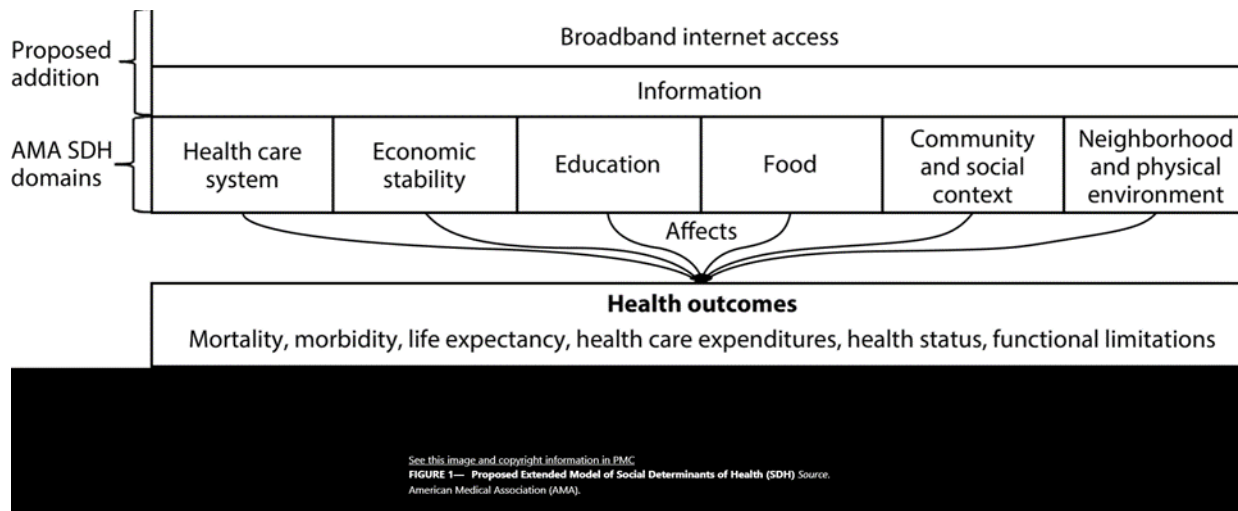 Proposed
addition
Broadband internet access
Information
AMA SDH
domains
Health care
system
Economic
stability
Education
Food
Community
and social
context
Neighborhood
and physical
environment
Affects
Health outcomes
Mortality, morbidity, life expectancy, health care expenditures, health status, functional limitations
See this image and copyright information in PMC
FIGURE 1— Proposed Extended Model of Social Determinants of Health (SDH) Source.
American Medical Association (AMA).